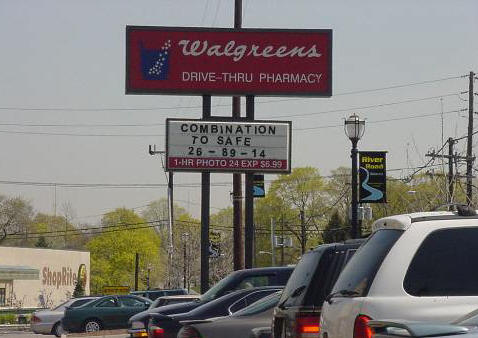 Walgreens
DRIVE-THRU PHARMACY
COMBINATION
TO SAFE
26-89-14
1-HR PHOTO 24 EXP $6.99
River
Road
ShopRite